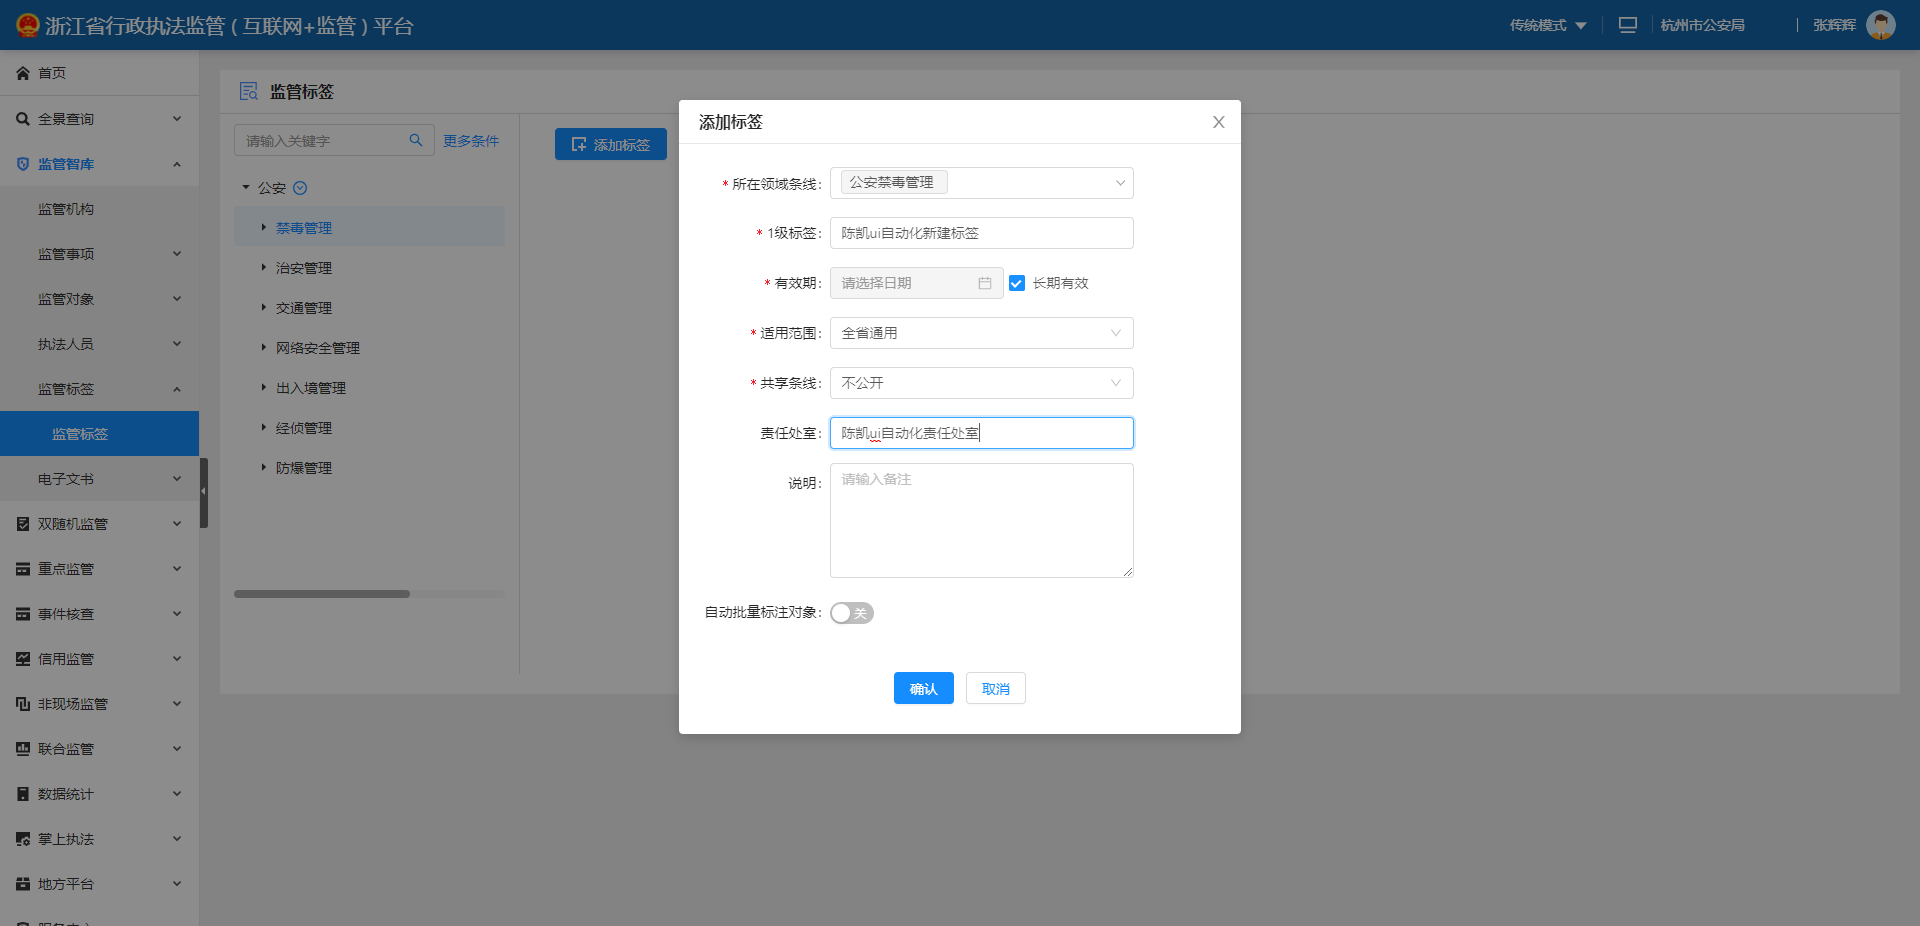 浙江省行政执法监管 ( 互联网+监管 ) 平台
传统模式
杭州市公安局
张辉辉
首页
全景查询
监管智库
监管机构
监管事项
监管对象
执法人员
监管标签
监管标签
电子文书
双随机监管
重点监管
事件核查
信用监管
非现场监管
联合监管
数据统计
掌上执法
地方平台
监管标签
请输入关键字
更多条件
公安
禁毒管理
治安管理
交通管理
网络安全管理
出入境管理
经侦管理
防爆管理
添加标签
添加标签
* 所在领域条线: 公安禁毒管理
* 1级标签: 陈凯ui自动化新建标签
* 有效期: 请选择日期 长期有效
* 适用范围: 全省通用
* 共享条线: 不公开
责任处室: 陈凯ui自动化责任处室
说明: 请输入备注
自动批量标注对象: 关
确认 取消